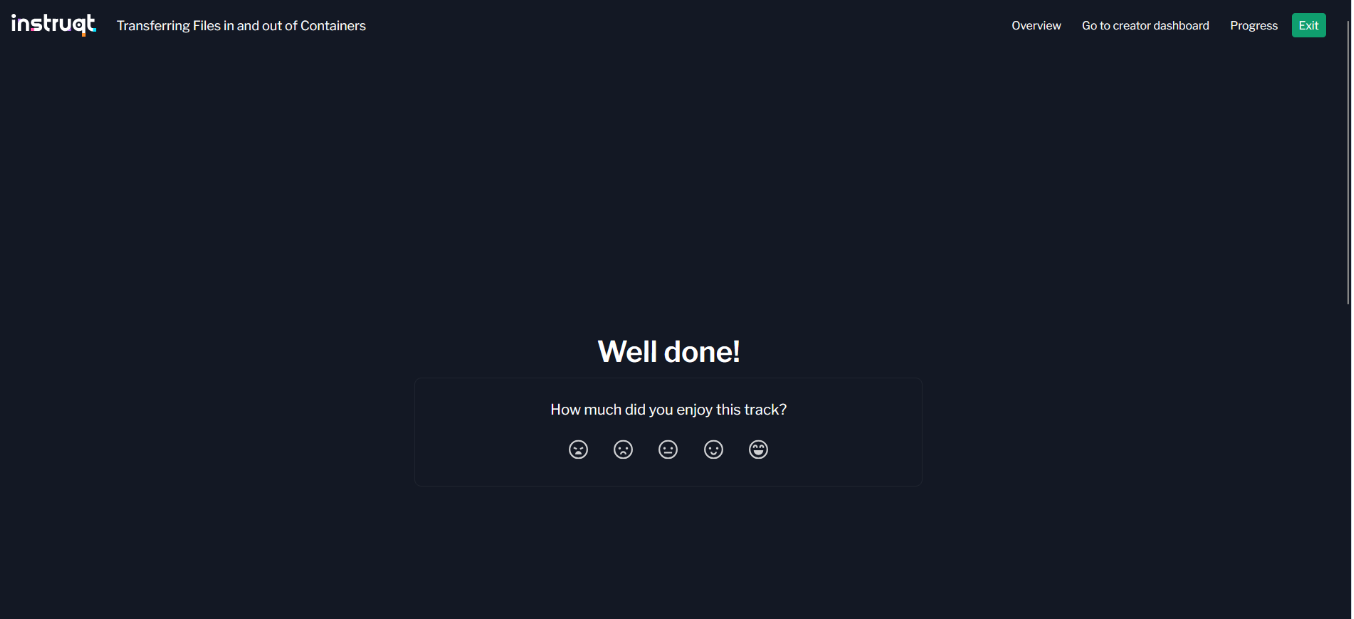 instruqt
Transferring Files in and out of Containers
Overview
Go to creator dashboard
Progress
Exit
Well done!
How much did you enjoy this track?